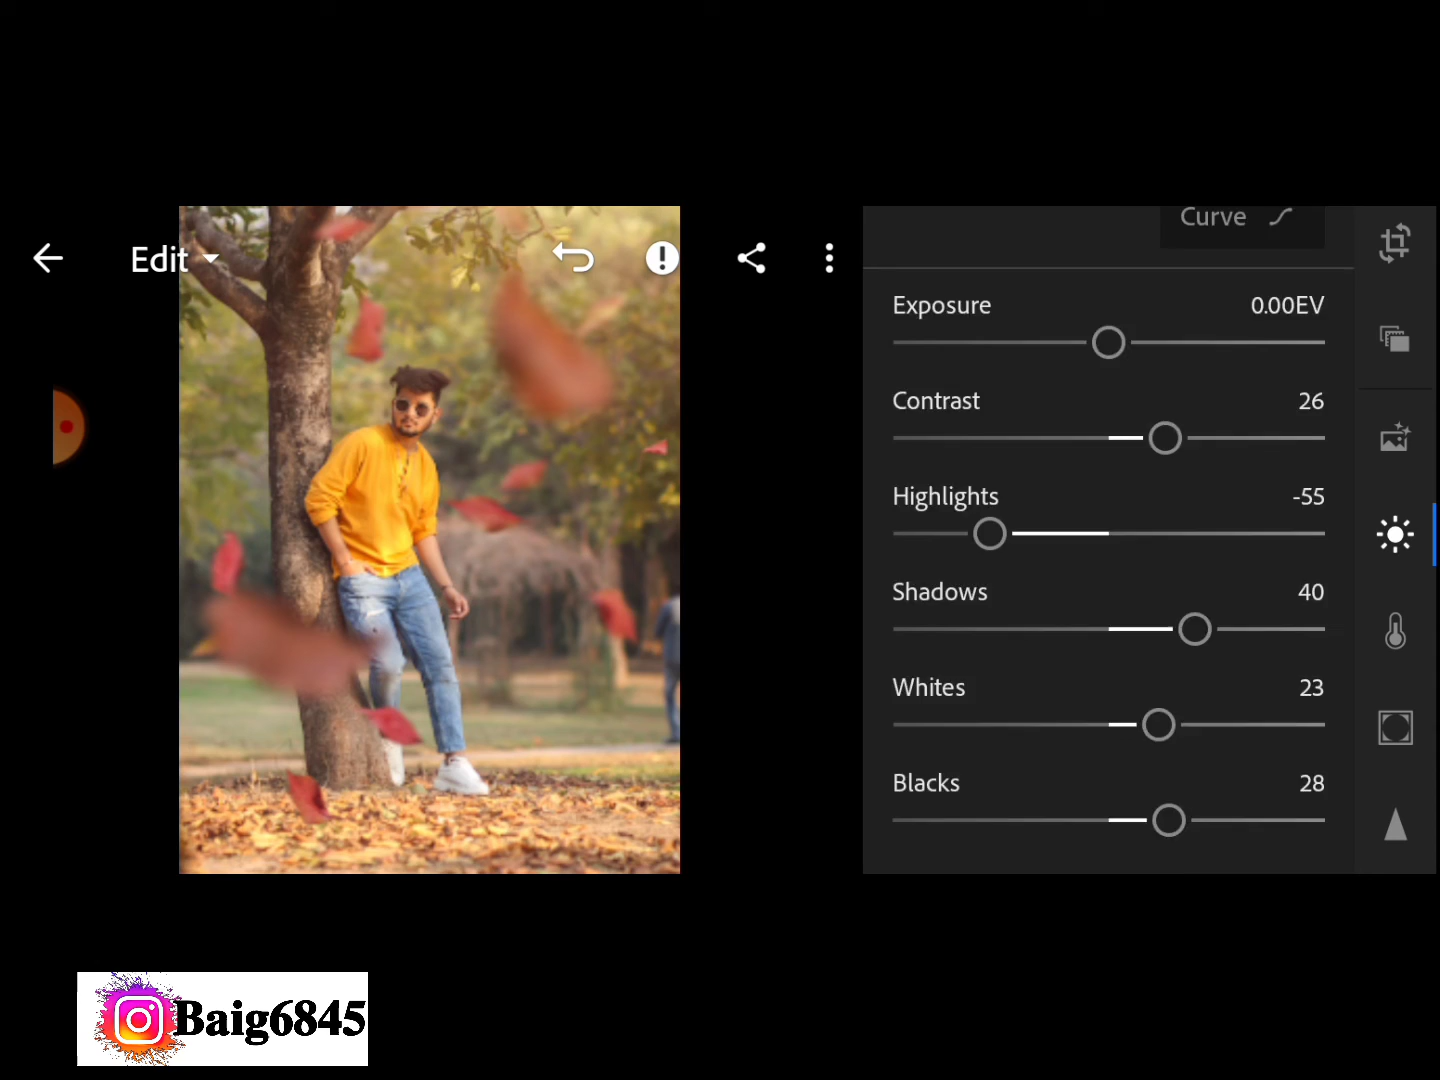 Edit
Curve
Exposure 0.00EV
Contrast 26
Highlights -55
Shadows 40
Whites 23
Blacks 28
Baig6845